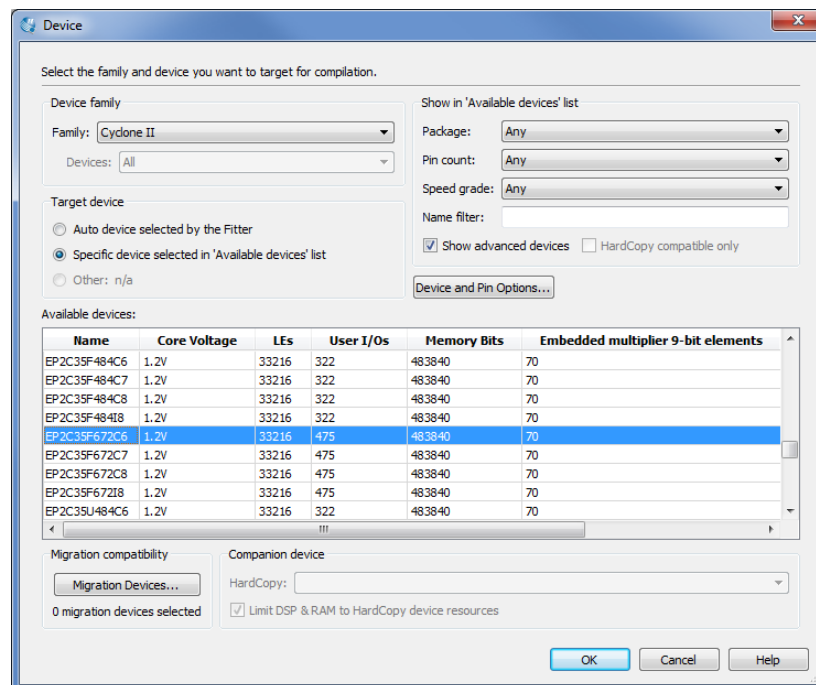 Device
Select the family and device you want to target for compilation.
Device family
Family: Cyclone II
Devices: All
Show in 'Available devices' list
Package: Any
Pin count: Any
Speed grade: Any
Name filter:
Show advanced devices HardCopy compatible only
Target device
Auto device selected by the Fitter
Specific device selected in 'Available devices' list
Other: n/a
Device and Pin Options...
Available devices:
Name Core Voltage LEs User I/Os Memory Bits Embedded multiplier 9-bit elements
EP2C35F484C6 1.2V 33216 322 483840 70
EP2C35F484C7 1.2V 33216 322 483840 70
EP2C35F484C8 1.2V 33216 322 483840 70
EP2C35F484I8 1.2V 33216 322 483840 70
EP2C35F672C6 1.2V 33216 475 483840 70
EP2C35F672C7 1.2V 33216 475 483840 70
EP2C35F672C8 1.2V 33216 475 483840 70
EP2C35F672I8 1.2V 33216 475 483840 70
EP2C35U484C6 1.2V 33216 322 483840 70
Migration compatibility
Migration Devices...
0 migration devices selected
Companion device
HardCopy:
Limit DSP & RAM to HardCopy device resources
OK Cancel Help